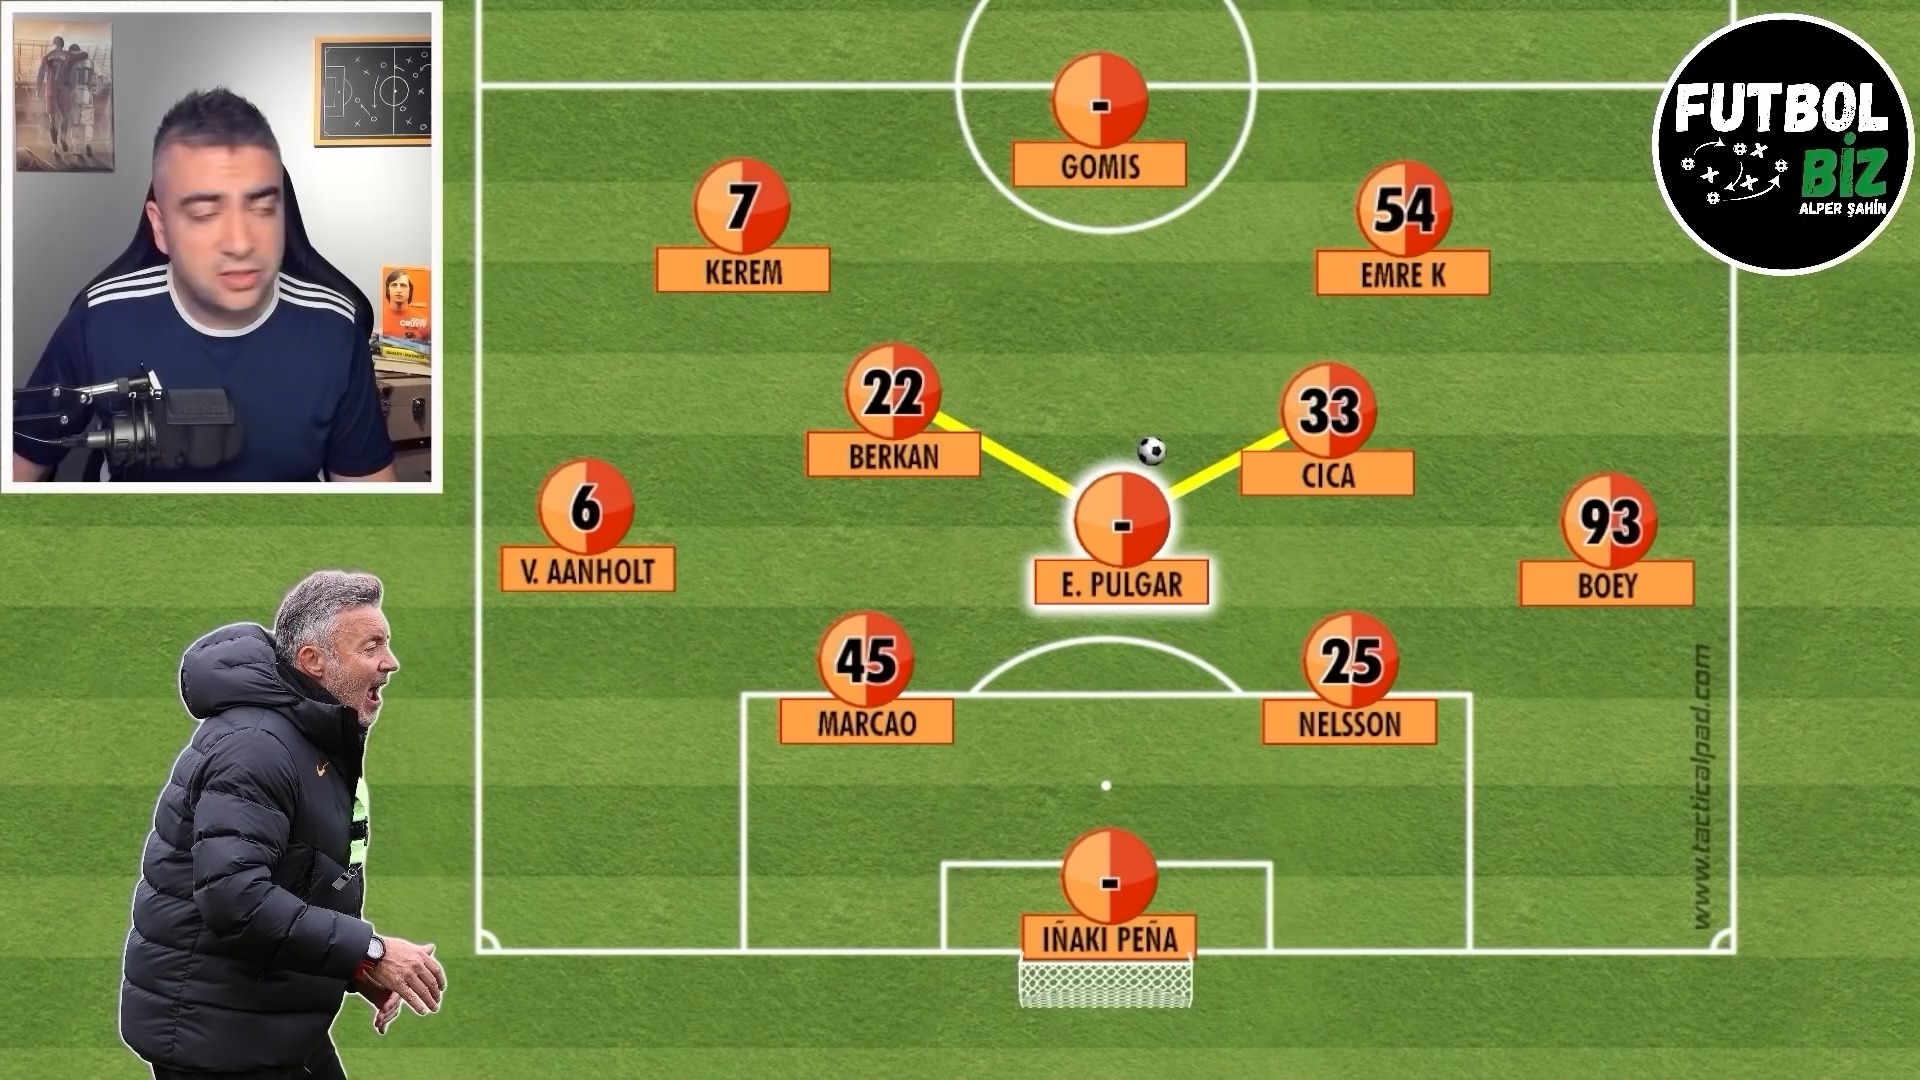 FUTBOL
BİZ
ALPER ŞAHİN
-
GOMIS
7
KEREM
54
EMRE K
22
BERKAN
33
CICA
6
V. AANHOLT
-
E. PULGAR
93
BOEY
45
MARCAO
25
NELSSON
-
IÑAKI PEÑA
www.tacticalpad.com
CRUYFF